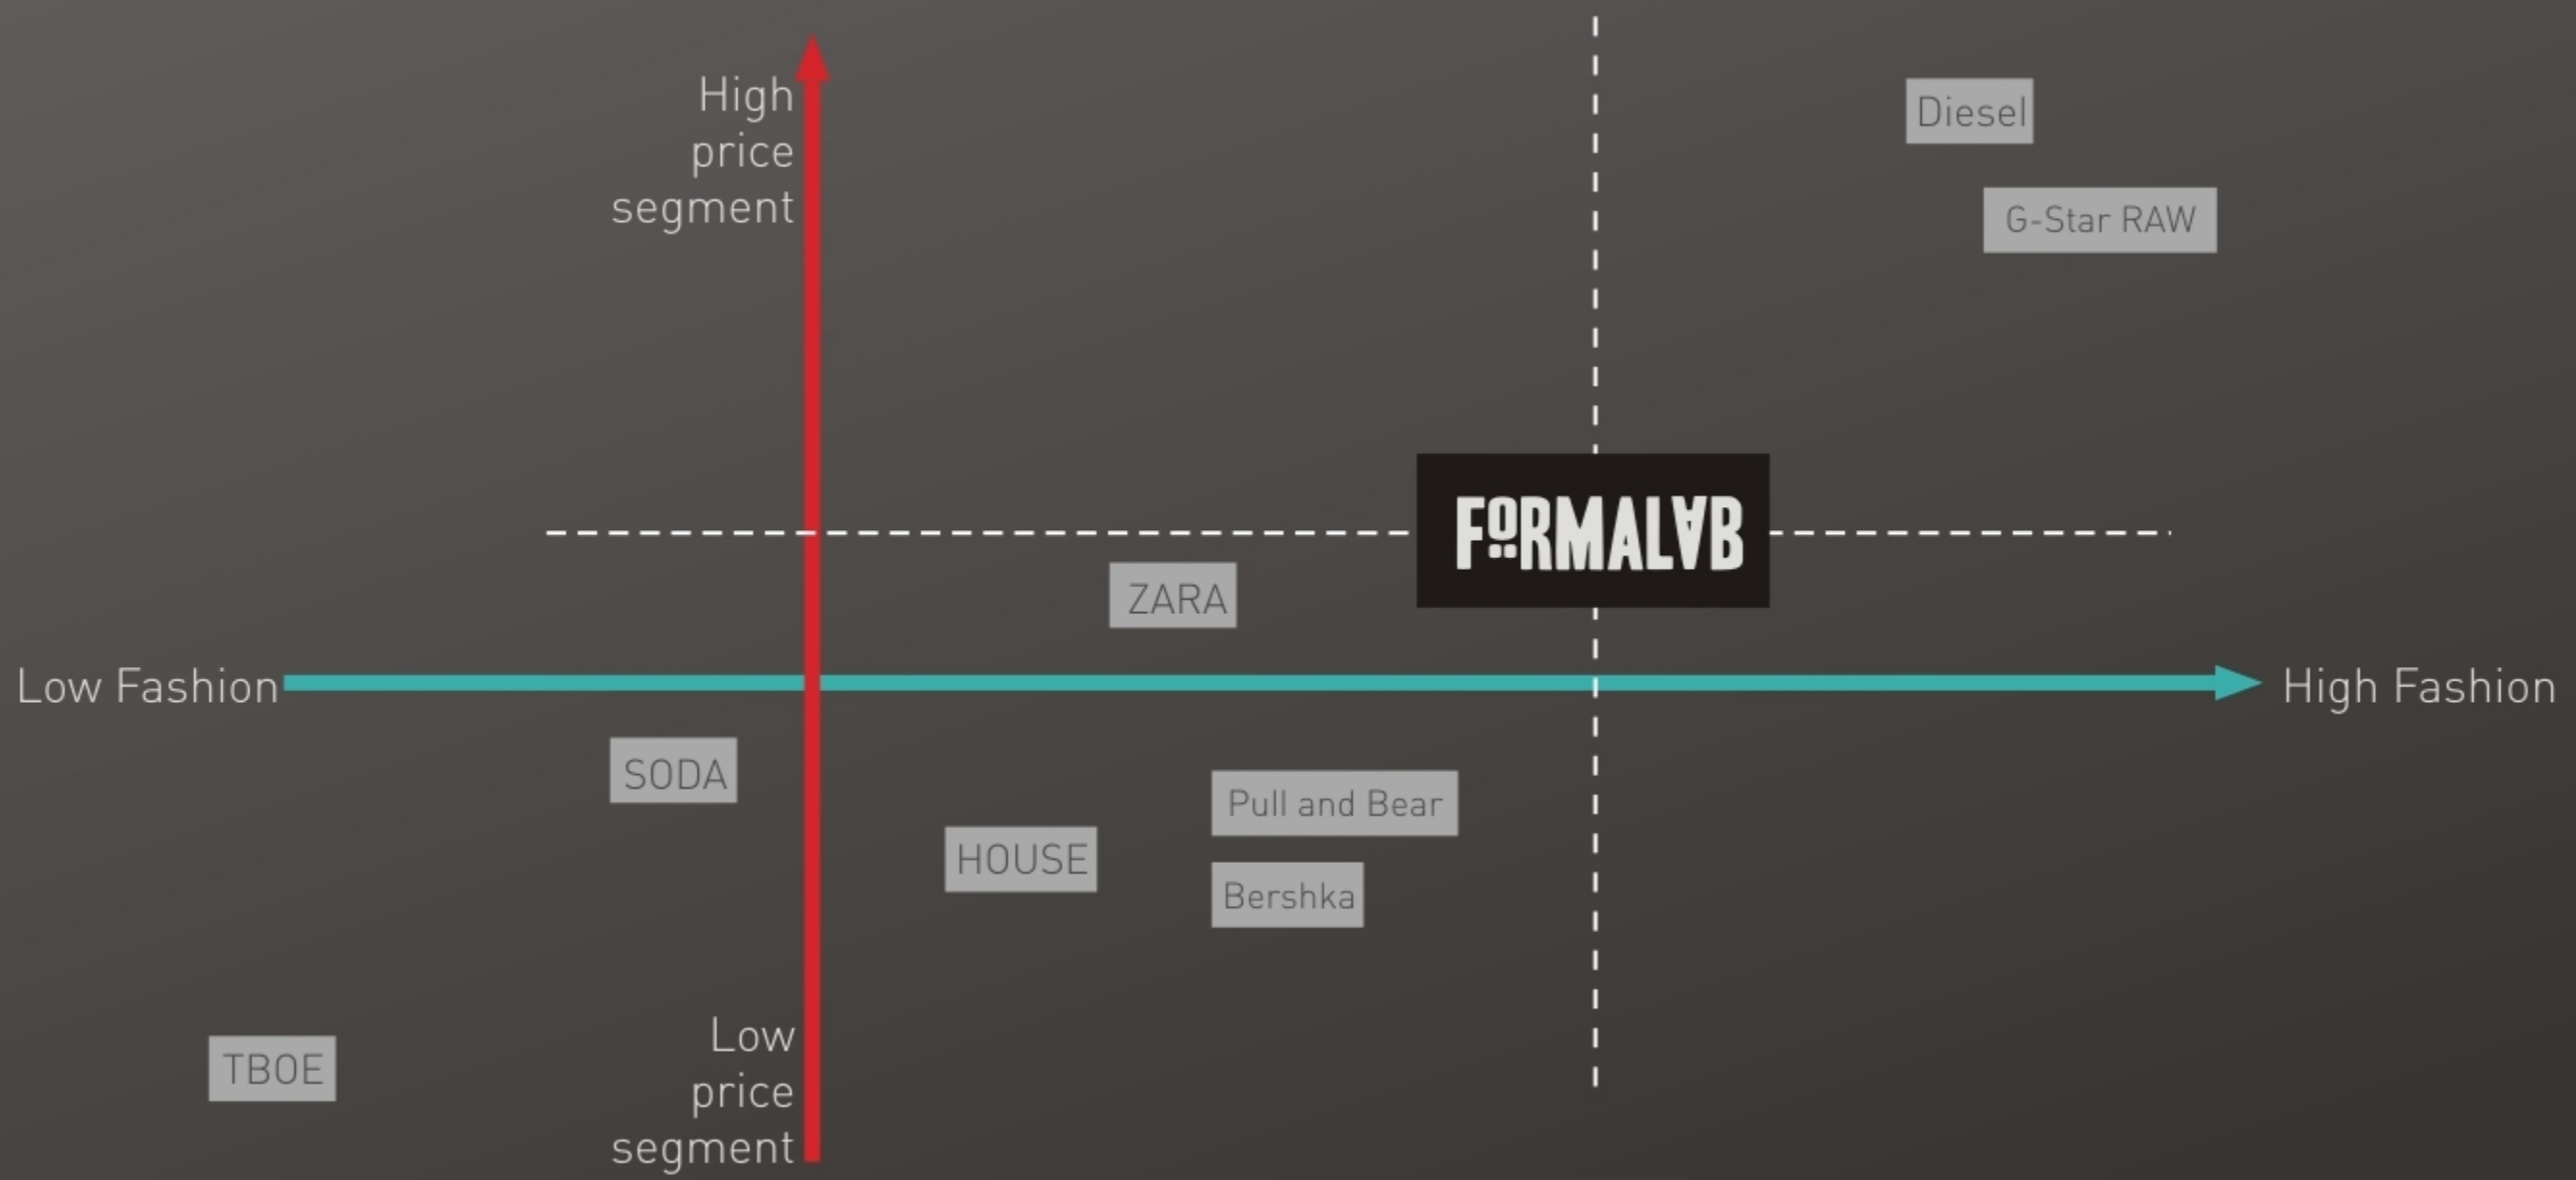 High
price
segment
Diesel
G-Star RAW
FORMALAB
ZARA
Low Fashion
High Fashion
SODA
Pull and Bear
HOUSE
Bershka
Low
price
segment
TBOE